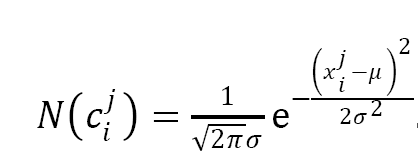 N(c_i^j) = \frac{1}{\sqrt{2\pi}\sigma} e^{-\frac{(x_i^j - \mu)^2}{2\sigma^2}}.